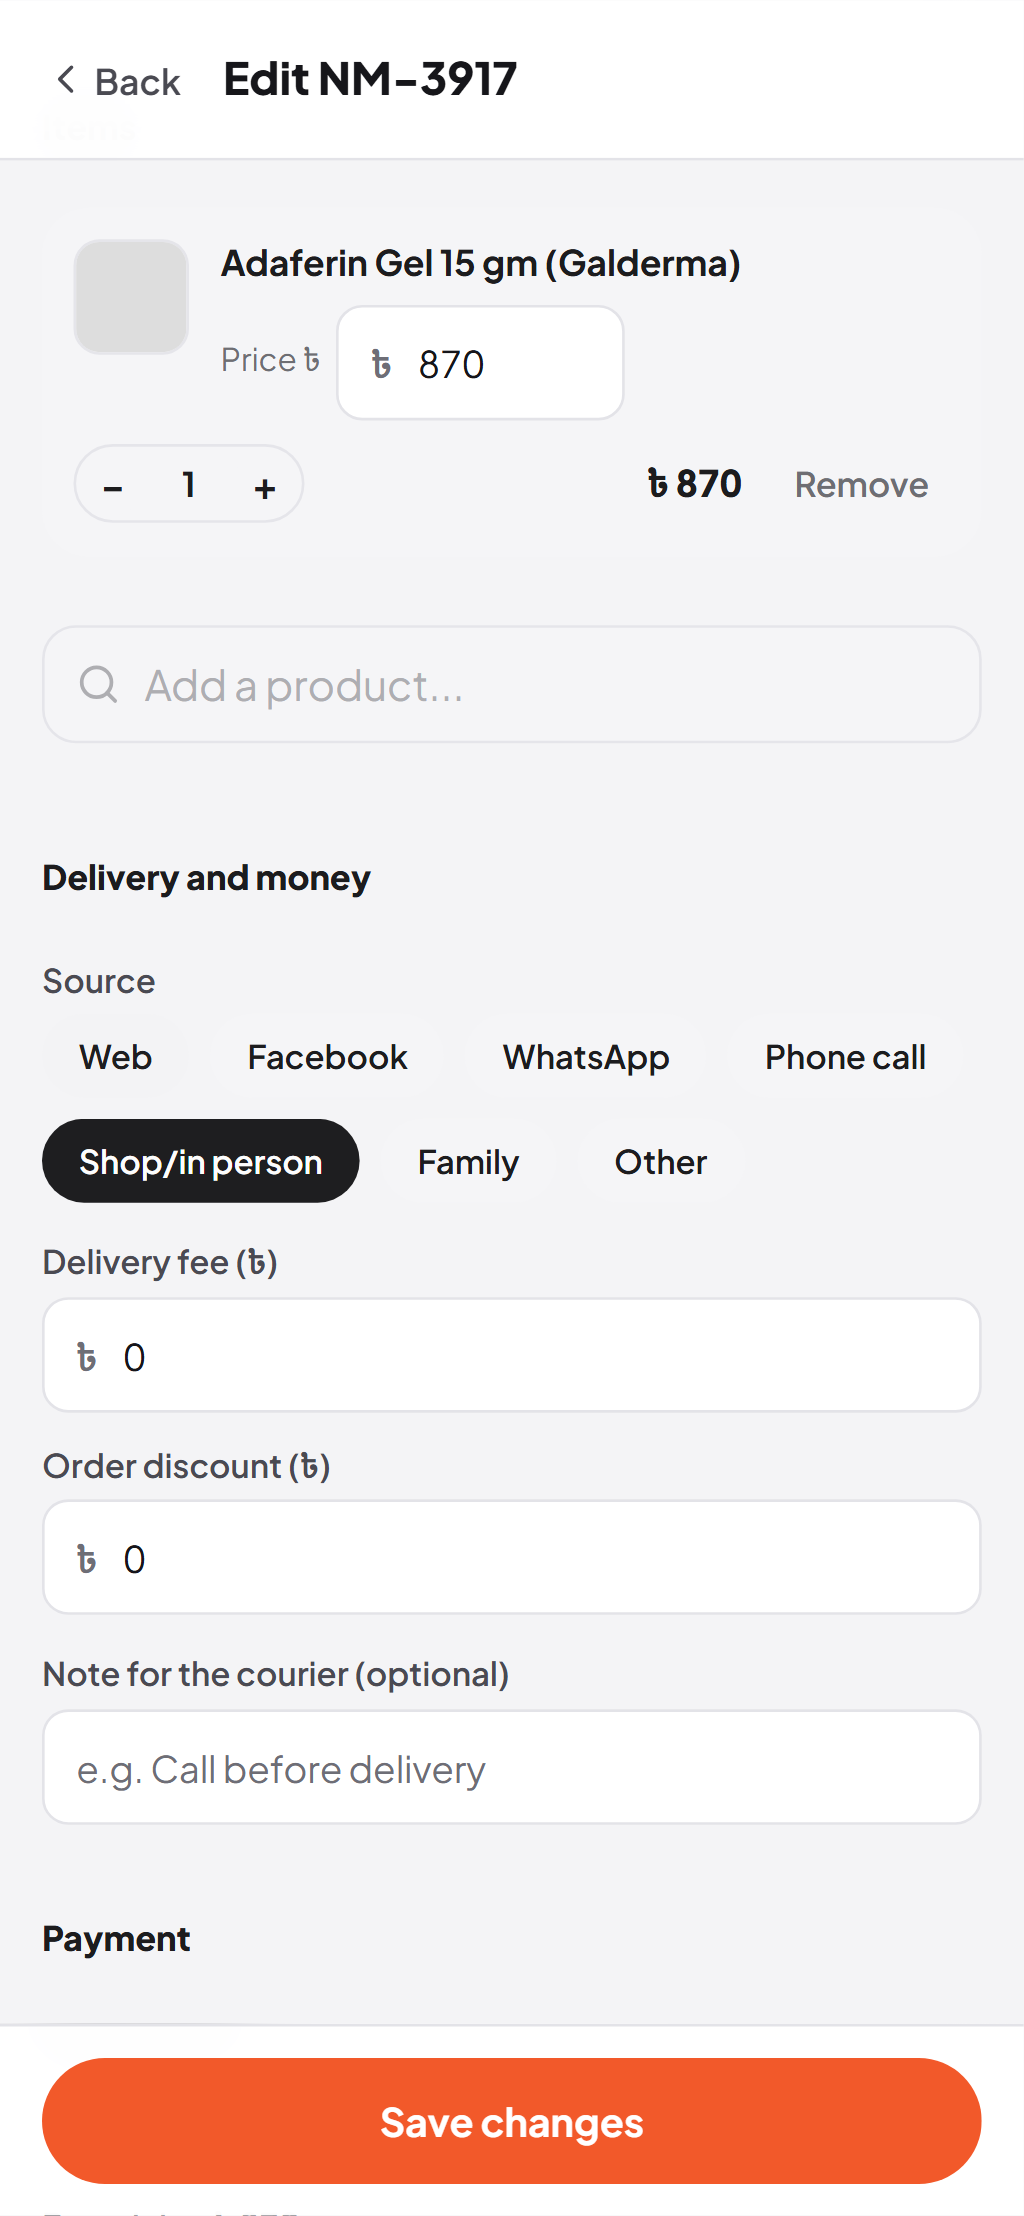 Back Edit NM-3917
Adaferin Gel 15 gm (Galderma)
Price ৳ ৳ 870
− 1 + ৳ 870 Remove
Add a product...
Delivery and money
Source
Web Facebook WhatsApp Phone call
Shop/in person Family Other
Delivery fee (৳)
৳ 0
Order discount (৳)
৳ 0
Note for the courier (optional)
e.g. Call before delivery
Payment
Save changes